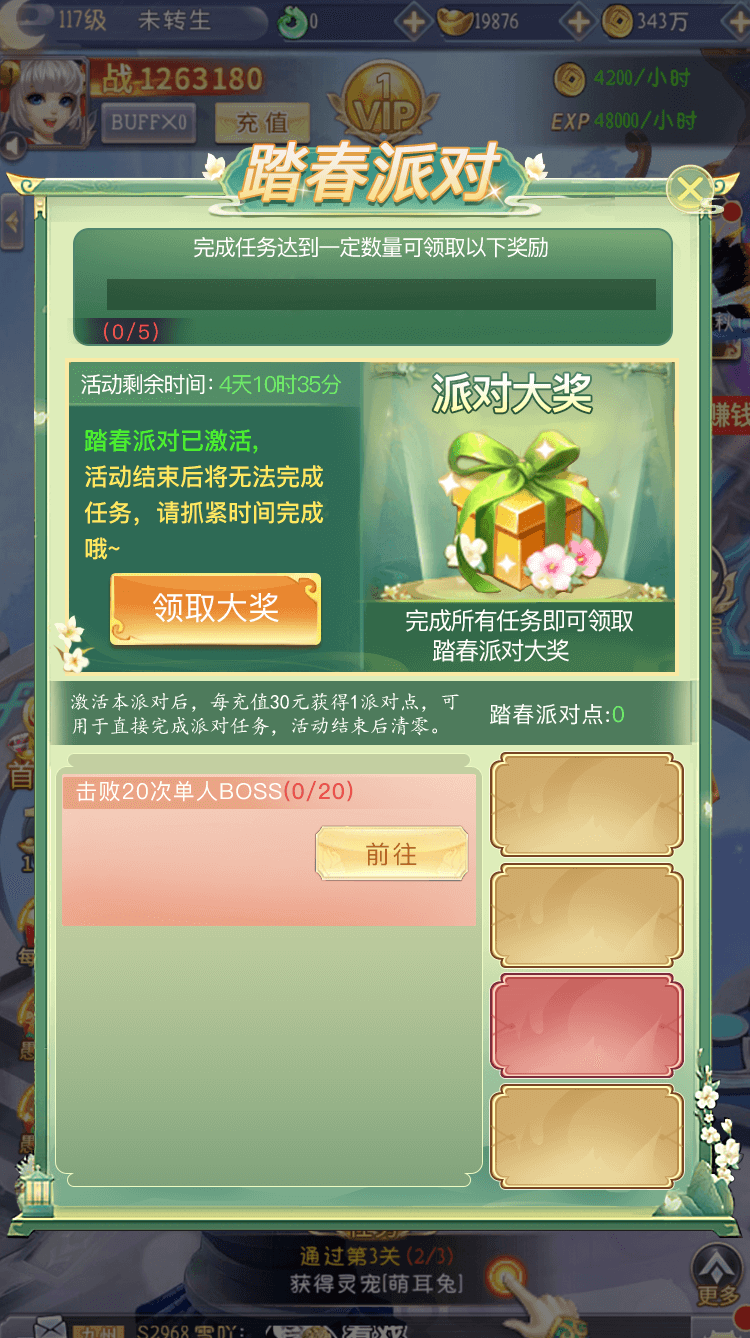 117级 未转生 0 19876 343万
战1263180
1
VIP
4200/小时
BUFF×0 充值
EXP 48000/小时
踏春派对
完成任务达到一定数量可领取以下奖励
(0/5)
活动剩余时间:4天10时35分
踏春派对已激活,
活动结束后将无法完成
任务，请抓紧时间完成
哦~
领取大奖
派对大奖
完成所有任务即可领取
踏春派对大奖
激活本派对后，每充值30元获得1派对点，可
用于直接完成派对任务，活动结束后清零。
踏春派对点:0
击败20次单人BOSS(0/20)
前往
赚钱
首
通过第3关(2/3)
获得灵宠[萌耳兔]
更多
九州 S2968